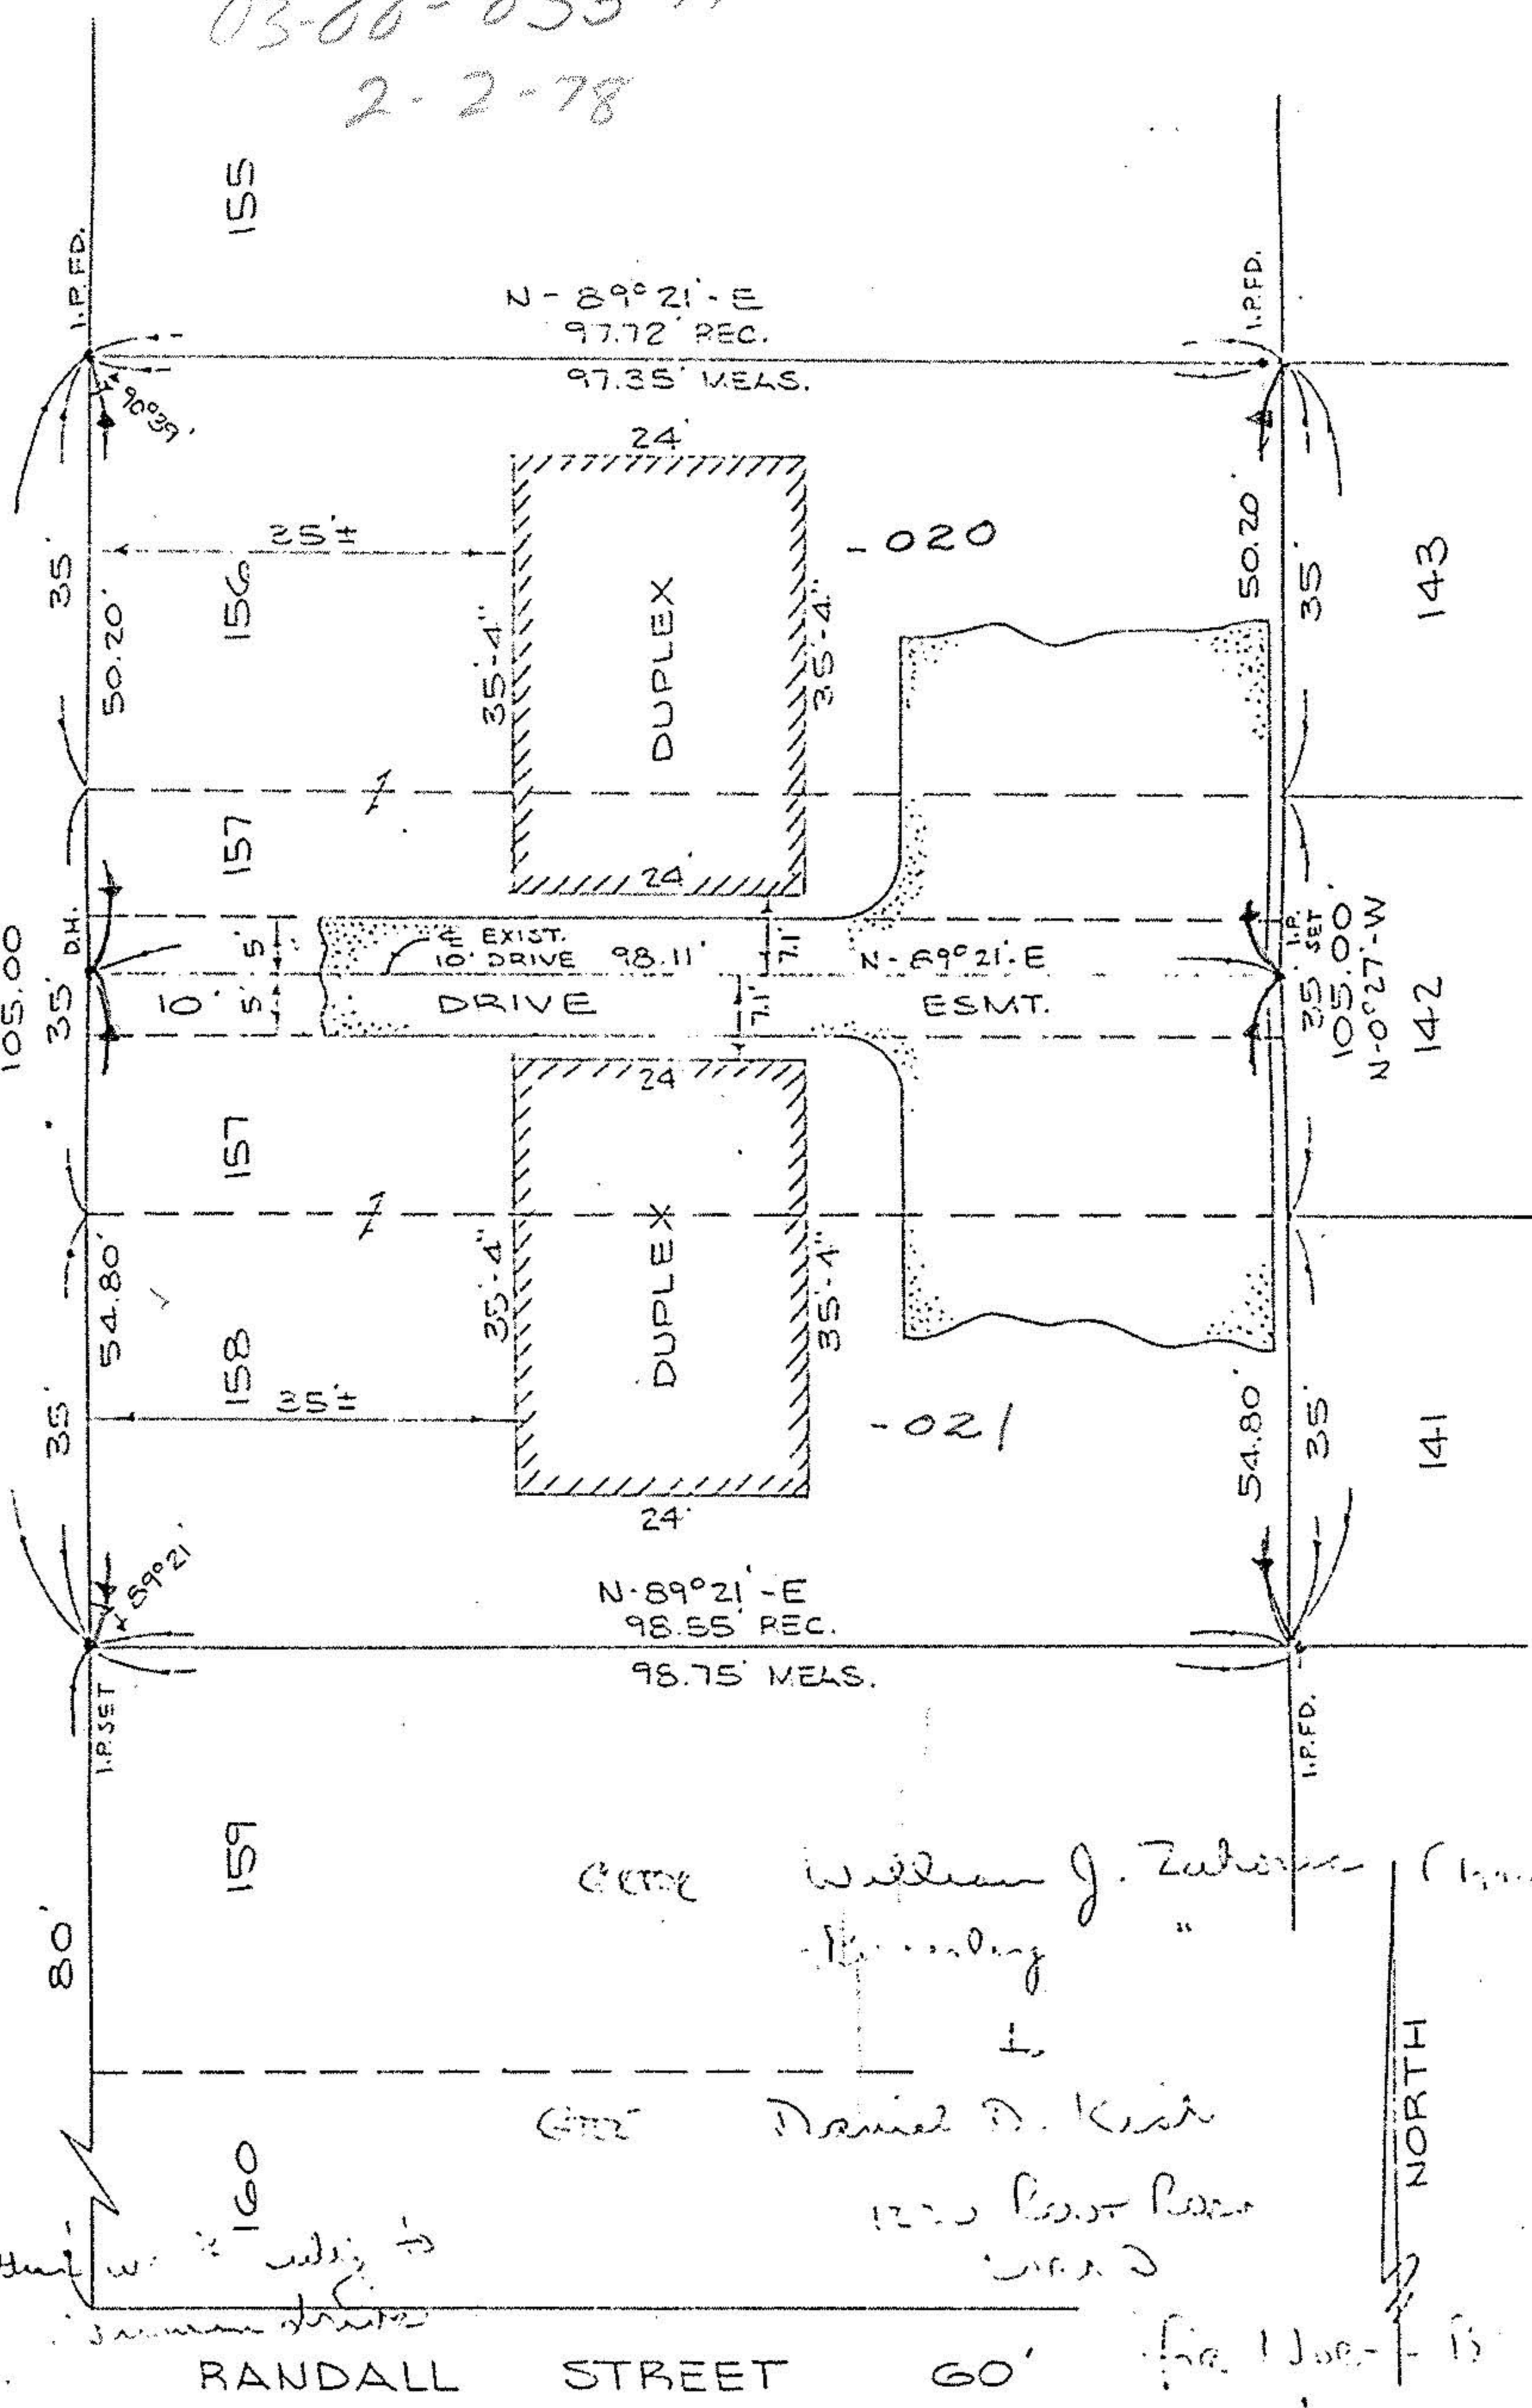 2-2-78
155
I.P. FD.
I.P. FD.
N-89°21'-E
97.72' REC.
97.35' MEAS.
90°39'
24'
35'
50.20'
25'±
156
35'-4"
DUPLEX
35'-4"
-020
50.20'
35'
143
157
24'
105.00
35'
D.H.
5'
5'
10'
℄ EXIST.
10' DRIVE
98.11'
7.1'
N-89°21'-E
DRIVE
7.1'
ESMT.
I.P. SET
35'
105.00'
N-0°27'-W
142
24
157
54.80'
35'
158
35'±
35'-4"
DUPLEX
35'-4"
-021
54.80'
35'
141
24'
89°21'
N-89°21'-E
98.55' REC.
98.75' MEAS.
I.P. SET
I.P. FD.
159
80'
William J.
"
NORTH
160
Daniel D.
to
RANDALL STREET 60'